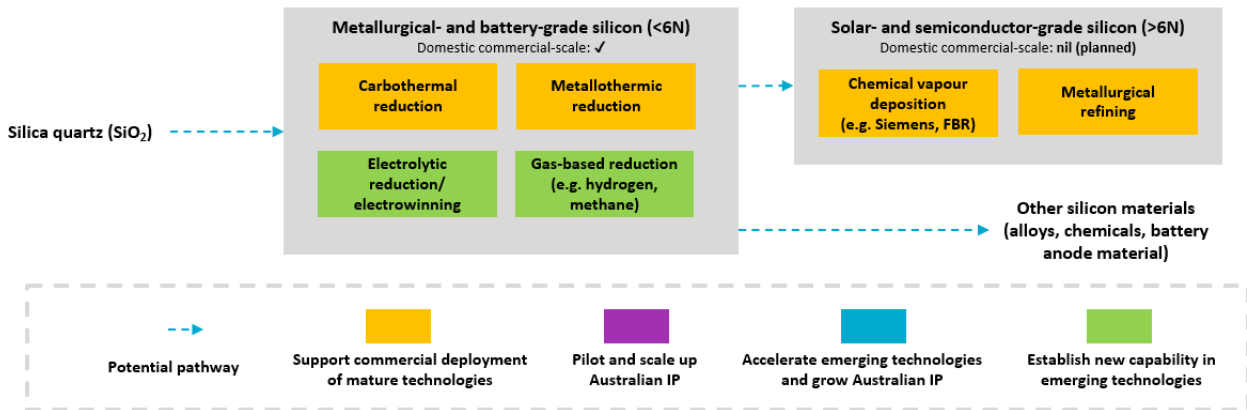 Metallurgical- and battery-grade silicon (<6N)
Domestic commercial-scale: ✓
Carbothermal
reduction
Metallothermic
reduction
Electrolytic
reduction/
electrowinning
Gas-based reduction
(e.g. hydrogen,
methane)
Solar- and semiconductor-grade silicon (>6N)
Domestic commercial-scale: nil (planned)
Chemical vapour
deposition
(e.g. Siemens, FBR)
Metallurgical
refining
Silica quartz (SiO₂)
Other silicon materials
(alloys, chemicals, battery
anode material)
Potential pathway
Support commercial deployment
of mature technologies
Pilot and scale up
Australian IP
Accelerate emerging technologies
and grow Australian IP
Establish new capability in
emerging technologies